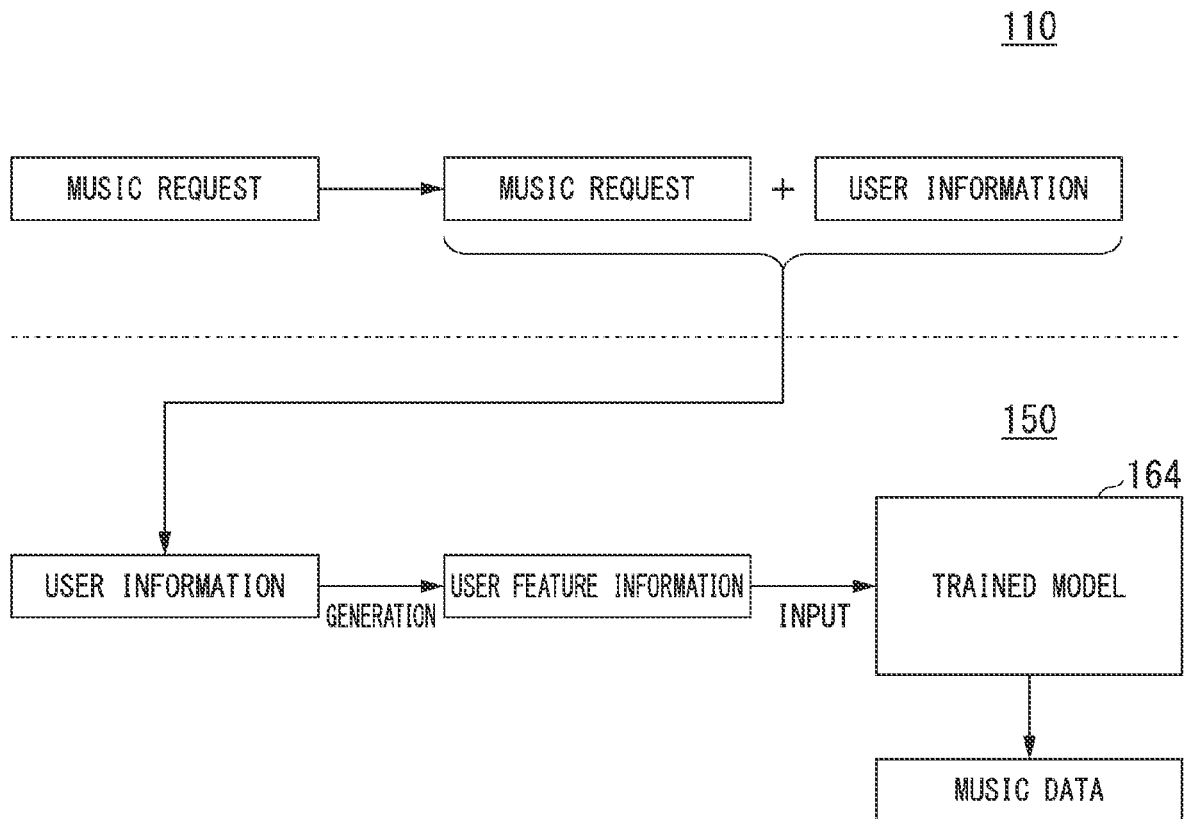 110
MUSIC REQUEST
MUSIC REQUEST + USER INFORMATION
150
164
USER INFORMATION
GENERATION
USER FEATURE INFORMATION
INPUT
TRAINED MODEL
MUSIC DATA